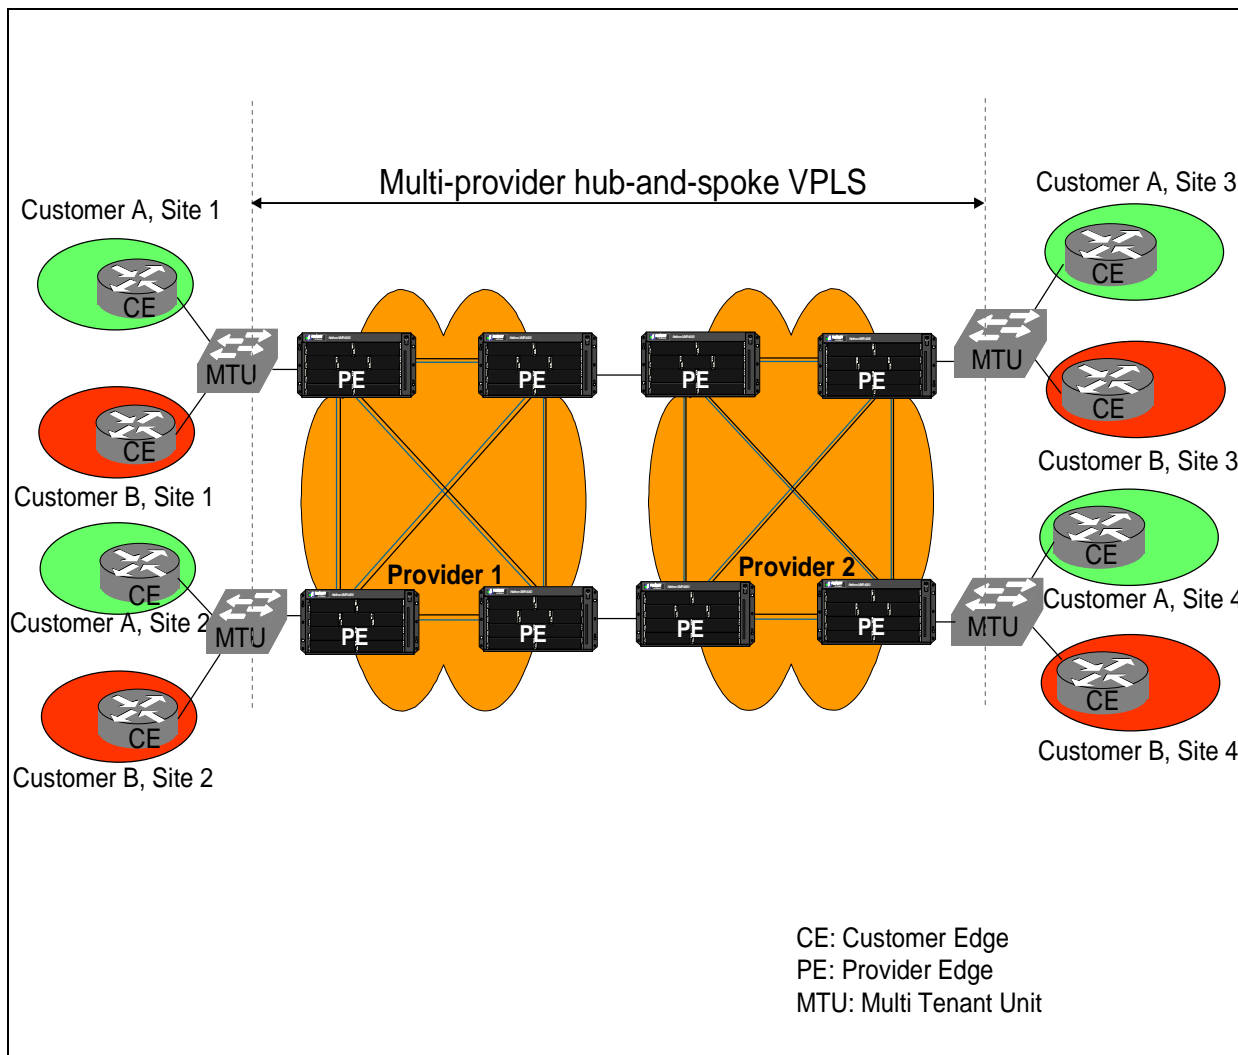 Multi-provider hub-and-spoke VPLS
Customer A, Site 1
Customer A, Site 3
CE
CE
MTU
PE
PE
PE
PE
MTU
CE
CE
Customer B, Site 1
Customer B, Site 3
CE
CE
Provider 1
Provider 2
Customer A, Site 2
Customer A, Site 4
MTU
PE
PE
PE
PE
MTU
CE
CE
Customer B, Site 2
Customer B, Site 4
CE: Customer Edge
PE: Provider Edge
MTU: Multi Tenant Unit